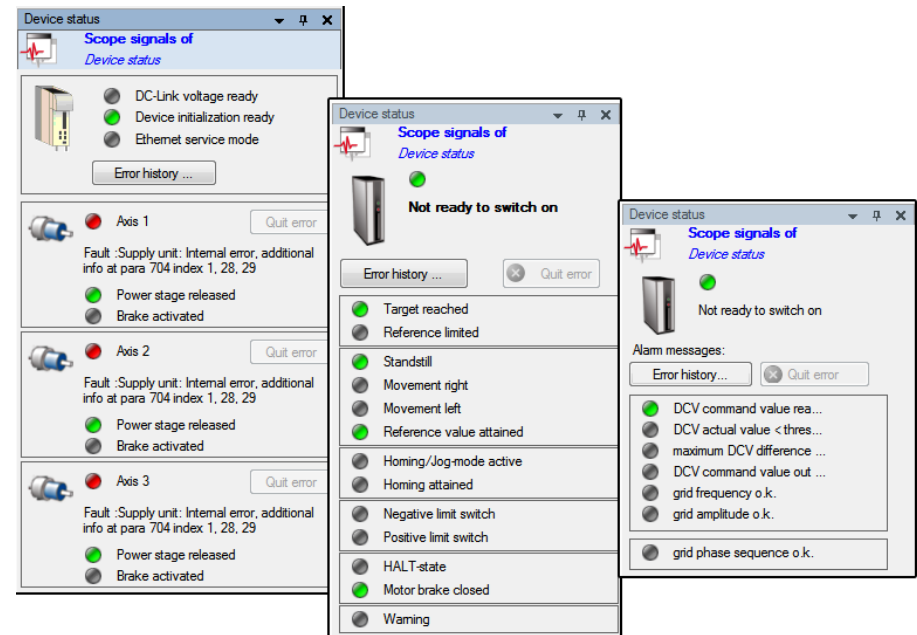 Device status
Scope signals of
Device status
DC-Link voltage ready
Device initialization ready
Ethernet service mode
Error history ...
Axis 1
Quit error
Fault :Supply unit: Internal error, additional
info at para 704 index 1, 28, 29
Power stage released
Brake activated
Axis 2
Quit error
Fault :Supply unit: Internal error, additional
info at para 704 index 1, 28, 29
Power stage released
Brake activated
Axis 3
Quit error
Fault :Supply unit: Internal error, additional
info at para 704 index 1, 28, 29
Power stage released
Brake activated
Device status
Scope signals of
Device status
Not ready to switch on
Error history ...
Quit error
Target reached
Reference limited
Standstill
Movement right
Movement left
Reference value attained
Homing/Jog-mode active
Homing attained
Negative limit switch
Positive limit switch
HALT-state
Motor brake closed
Warning
Device status
Scope signals of
Device status
Not ready to switch on
Alarm messages:
Error history...
Quit error
DCV command value rea...
DCV actual value < thres...
maximum DCV difference ...
DCV command value out ...
grid frequency o.k.
grid amplitude o.k.
grid phase sequence o.k.